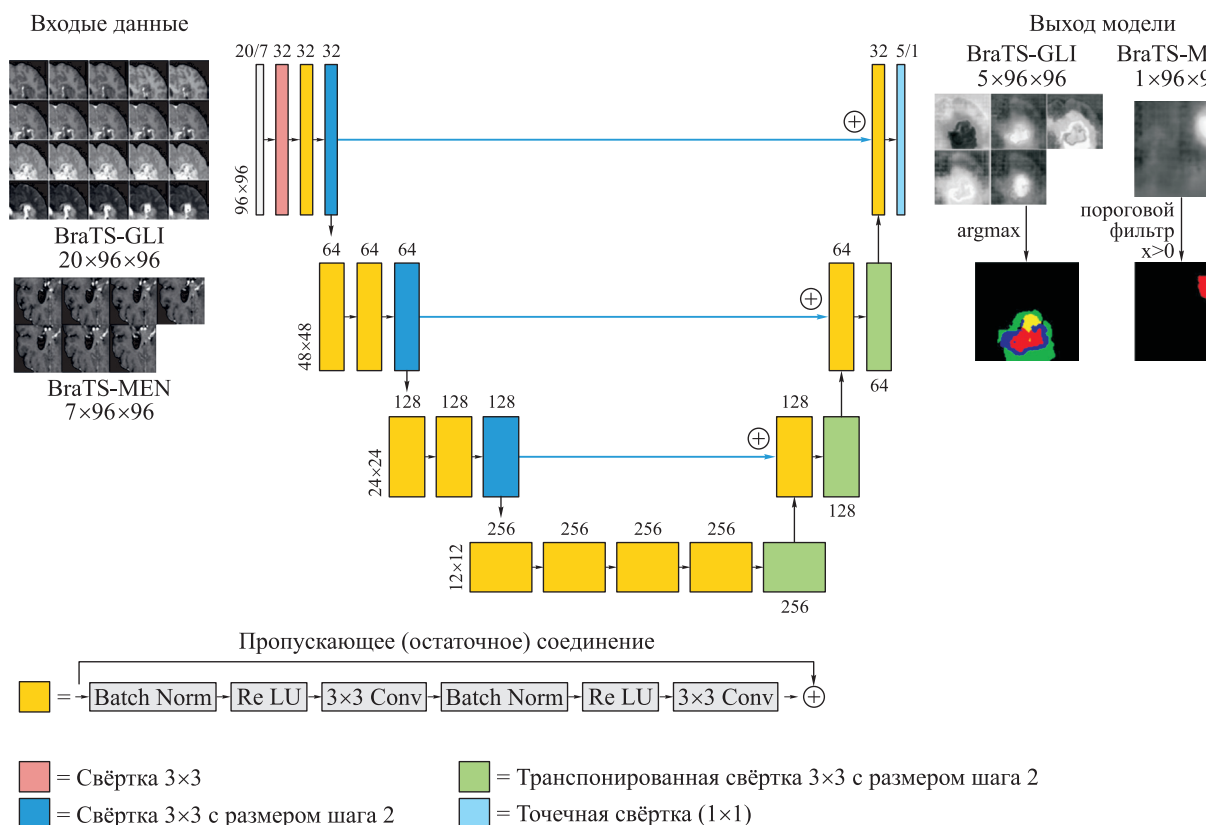 Входые данные
BraTS-GLI
20×96×96
BraTS-MEN
7×96×96
20/7 32 32 32
96×96
64 64 64
48×48
128 128 128
24×24
256 256 256 256
12×12
256
128
128
64
64
32 5/1
Выход модели
BraTS-GLI
5×96×96
argmax
BraTS-M
1×96×9
пороговой
фильтр
x>0
Пропускающее (остаточное) соединение
= Batch Norm Re LU 3×3 Conv Batch Norm Re LU 3×3 Conv
= Свёртка 3×3
= Свёртка 3×3 с размером шага 2
= Транспонированная свёртка 3×3 с размером шага 2
= Точечная свёртка (1×1)